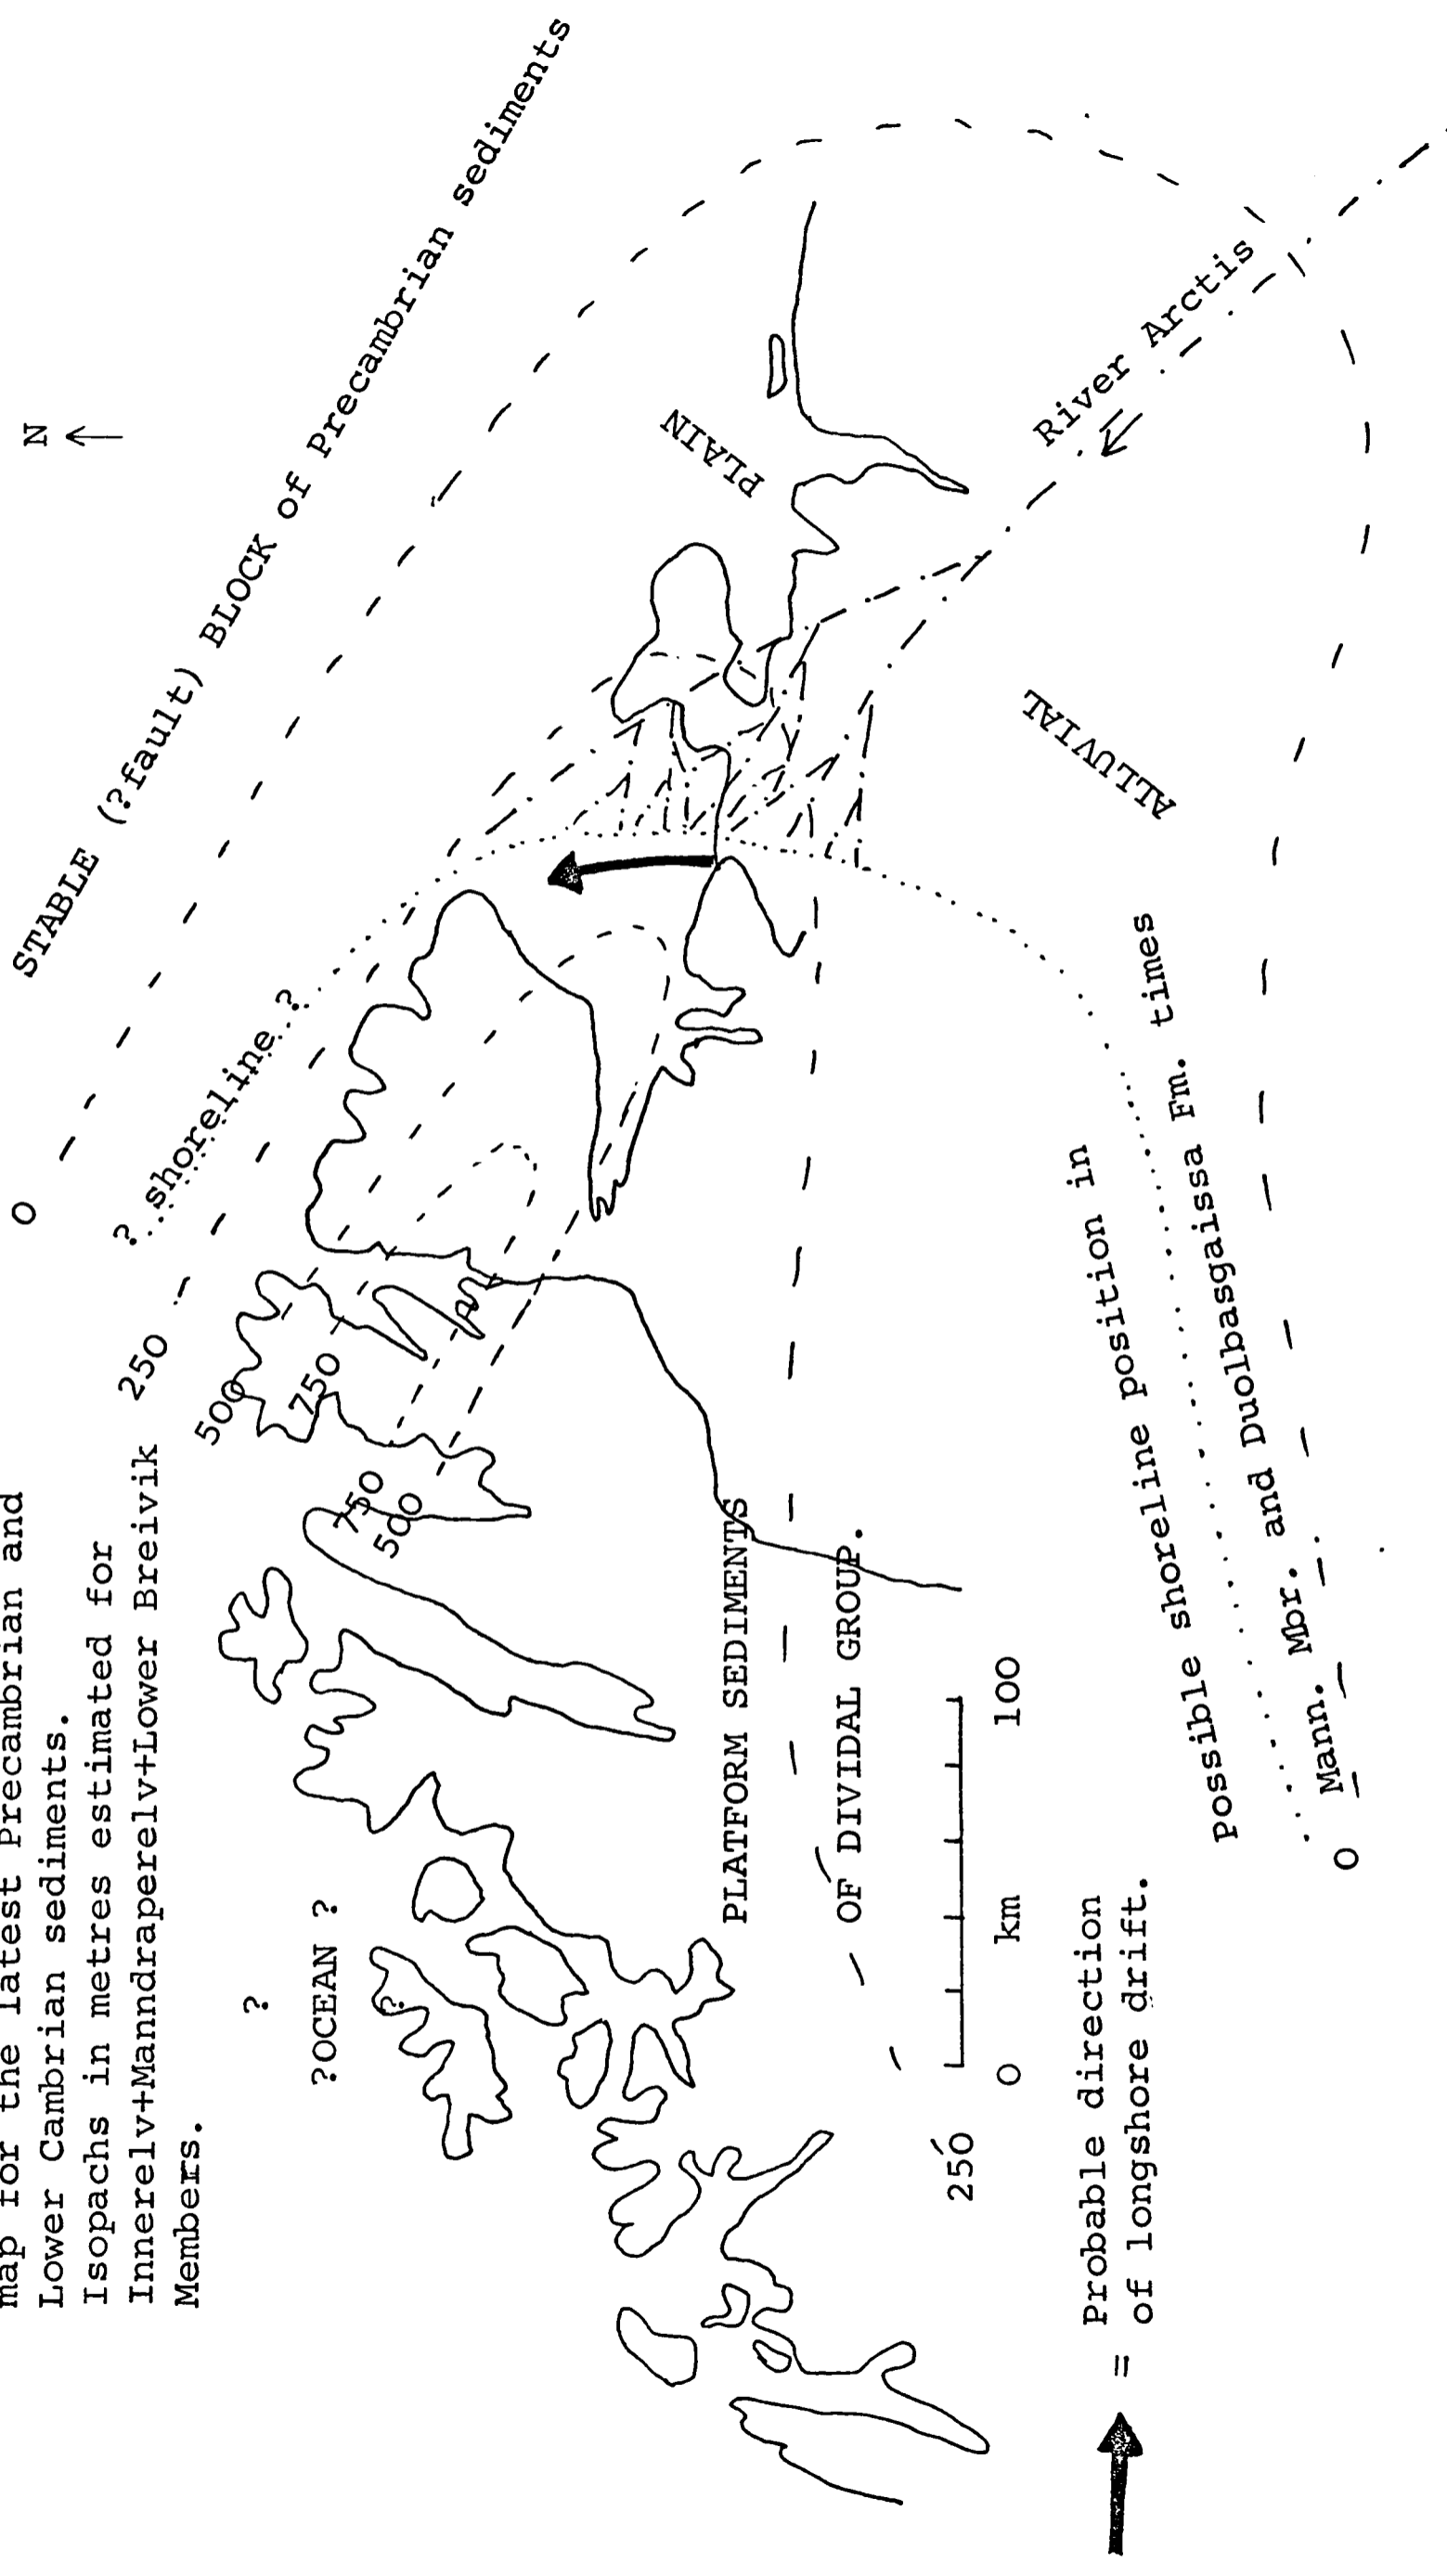 map for the latest Precambrian and
Lower Cambrian sediments.
Isopachs in metres estimated for
Innerelv+Manndraperelv+Lower Breivik
Members.
N
STABLE (?fault) BLOCK of Precambrian sediments
O
? shoreline ?
250
500
750
750
500
?
?OCEAN ?
?
PLAIN
River Arctis
ALLUVIAL
PLATFORM SEDIMENTS
OF DIVIDAL GROUP.
0 km 100
250
Possible shoreline position in
Mann. Mbr. and Duolbasgaissa Fm. times
O
= Probable direction
of longshore drift.